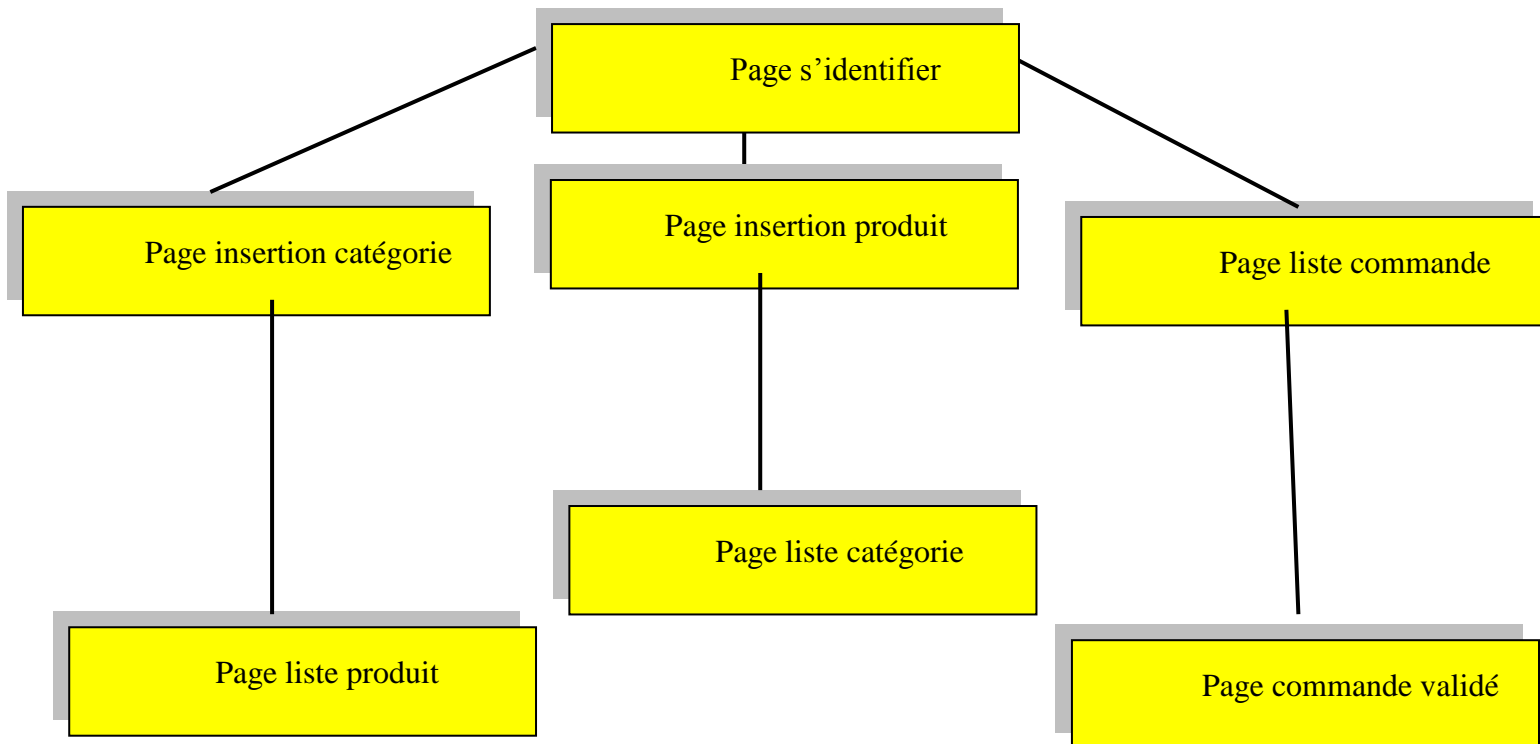 Page s’identifier
Page insertion catégorie
Page insertion produit
Page liste commande
Page liste catégorie
Page liste produit
Page commande validé